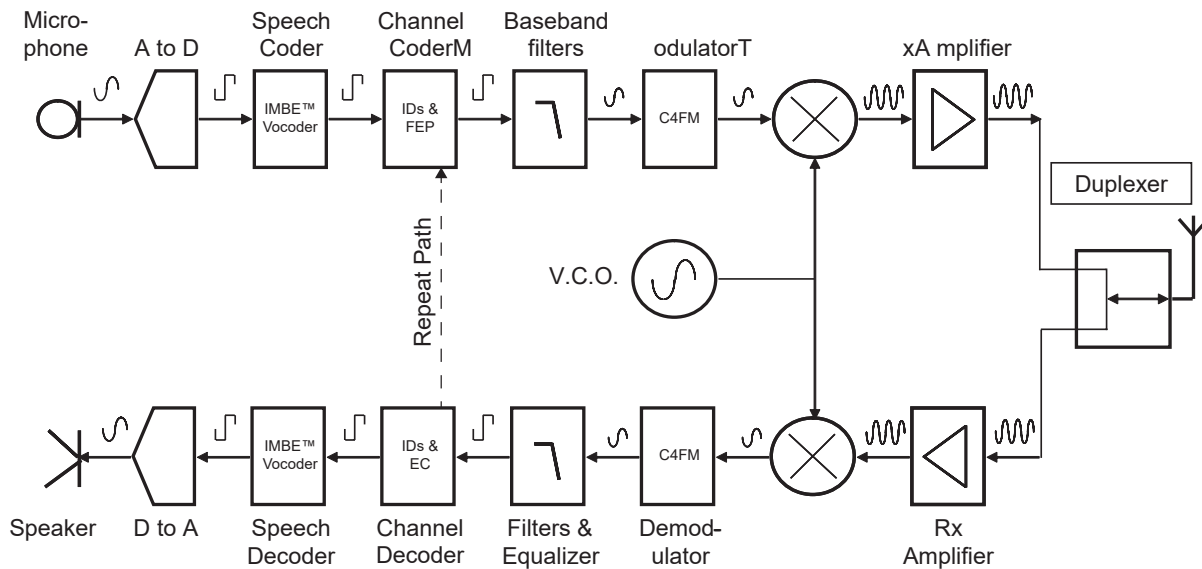 Micro-
phone
A to D
Speech
Coder
Channel
CoderM
Baseband
filters
odulatorT
xA mplifier
IMBE™
Vocoder
IDs &
FEP
C4FM
Duplexer
Repeat Path
V.C.O.
IMBE™
Vocoder
IDs &
EC
C4FM
Speaker
D to A
Speech
Decoder
Channel
Decoder
Filters &
Equalizer
Demod-
ulator
Rx
Amplifier